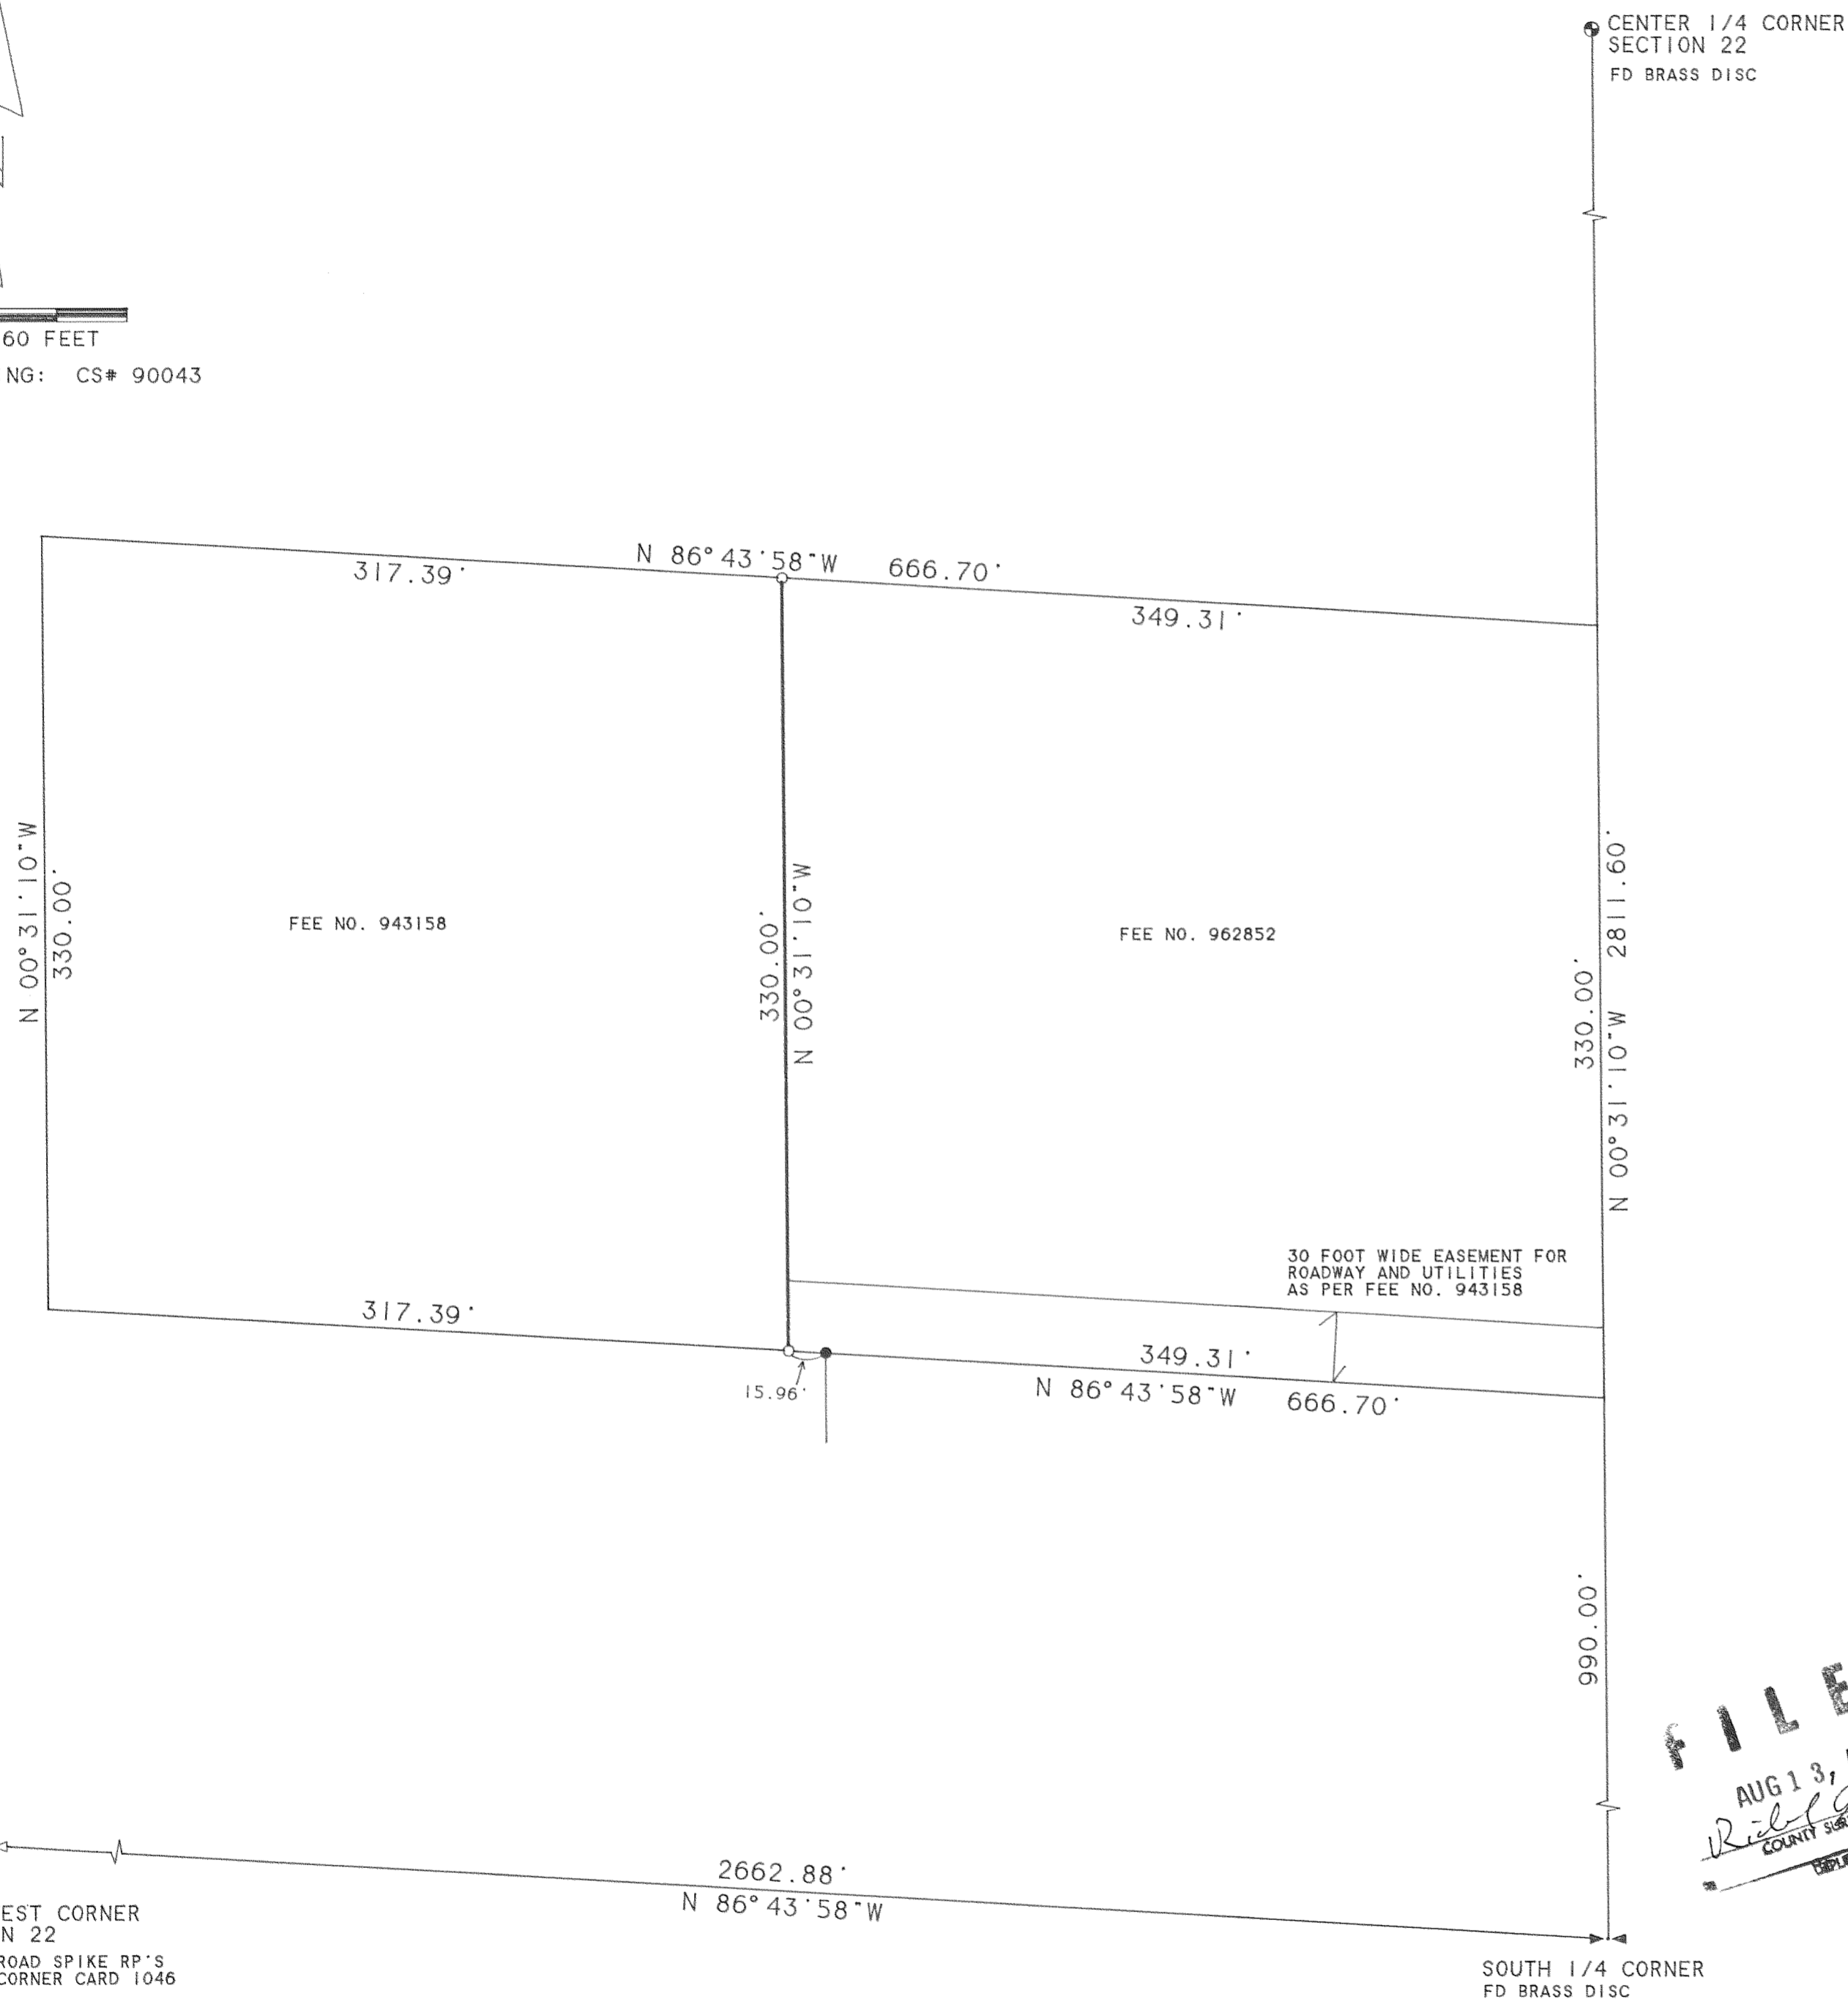 CENTER 1/4 CORNER
SECTION 22
FD BRASS DISC
60 FEET
NG: CS# 90043
N 86°43'58"W 666.70'
317.39'
349.31'
N 00°31'10"W
330.00'
FEE NO. 943158
330.00'
N 00°31'10"W
FEE NO. 962852
330.00'
N 00°31'10"W 2811.60'
30 FOOT WIDE EASEMENT FOR
ROADWAY AND UTILITIES
AS PER FEE NO. 943158
317.39'
349.31'
15.96'
N 86°43'58"W 666.70'
990.00'
FILE
AUG 13,
COUNTY
2662.88'
N 86°43'58"W
EST CORNER
N 22
ROAD SPIKE RP'S
CORNER CARD 1046
SOUTH 1/4 CORNER
FD BRASS DISC